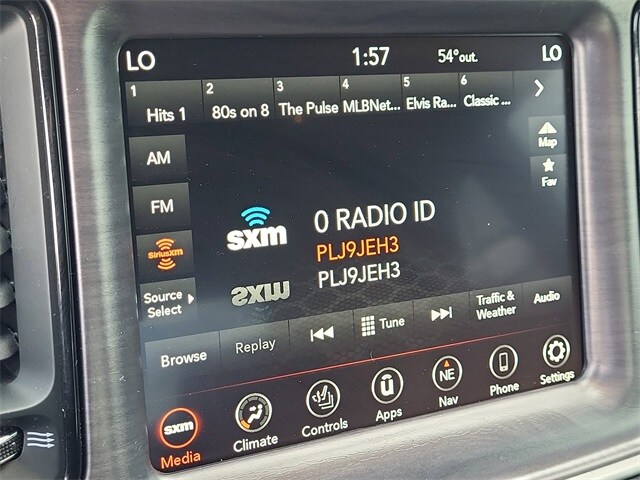 LO 1:57 54°out. LO
1 2 3 4 5 6
Hits 1 80s on 8 The Pulse MLBNet... Elvis Ra... Classic ...
AM
Map
FM
Fav
SiriusXM
sxm
0 RADIO ID
PLJ9JEH3
PLJ9JEH3
sxm
Source
Select
Browse Replay Tune Traffic &
Weather Audio
sxm
Media Climate Controls
û
Apps
NE
Nav Phone Settings